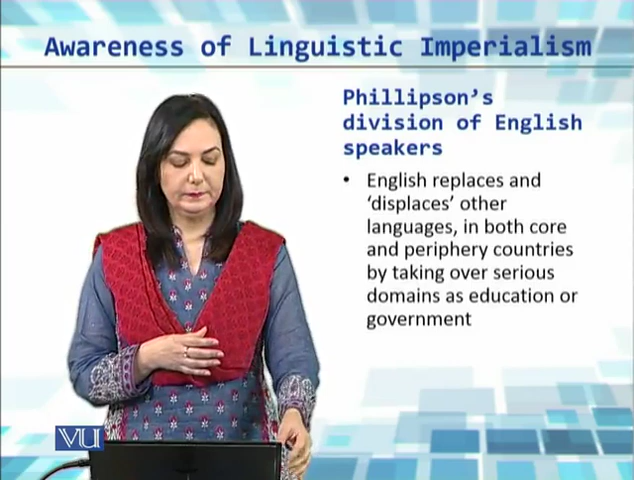 Awareness of Linguistic Imperialism
Phillipson's
division of English
speakers
• English replaces and
‘displaces’ other
languages, in both core
and periphery countries
by taking over serious
domains as education or
government
VU